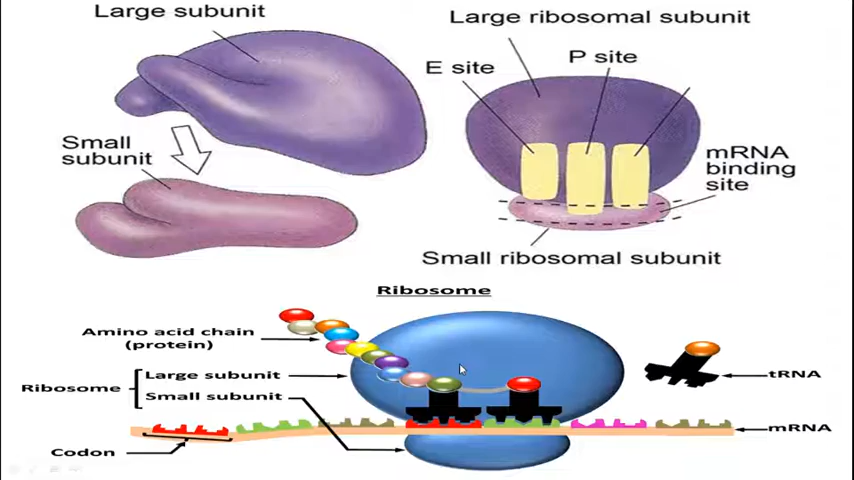 Large subunit
Small
subunit
Large ribosomal subunit
E site
P site
mRNA
binding
site
Small ribosomal subunit
Ribosome
Amino acid chain
(protein)
Ribosome
Large subunit
Small subunit
Codon
tRNA
mRNA